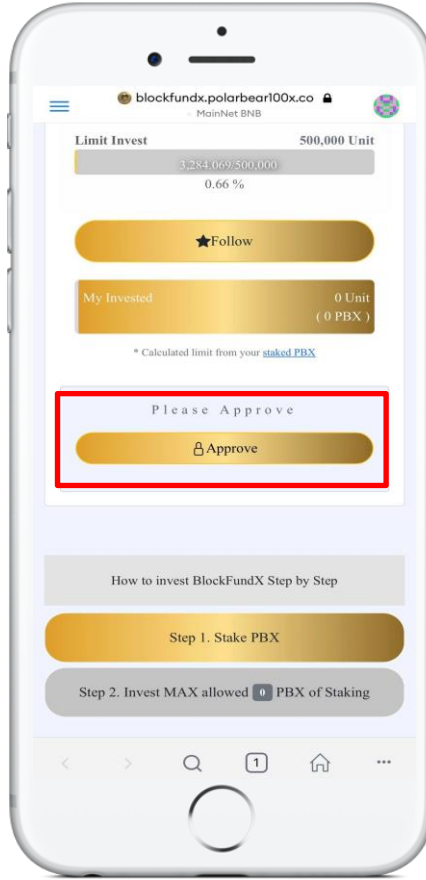 blockfundx.polarbear100x.co
MainNet BNB
Limit Invest 500,000 Unit
3,284.069/500,000
0.66 %
Follow
My Invested 0 Unit
( 0 PBX )
* Calculated limit from your staked PBX
Please Approve
Approve
How to invest BlockFundX Step by Step
Step 1. Stake PBX
Step 2. Invest MAX allowed 0 PBX of Staking
1